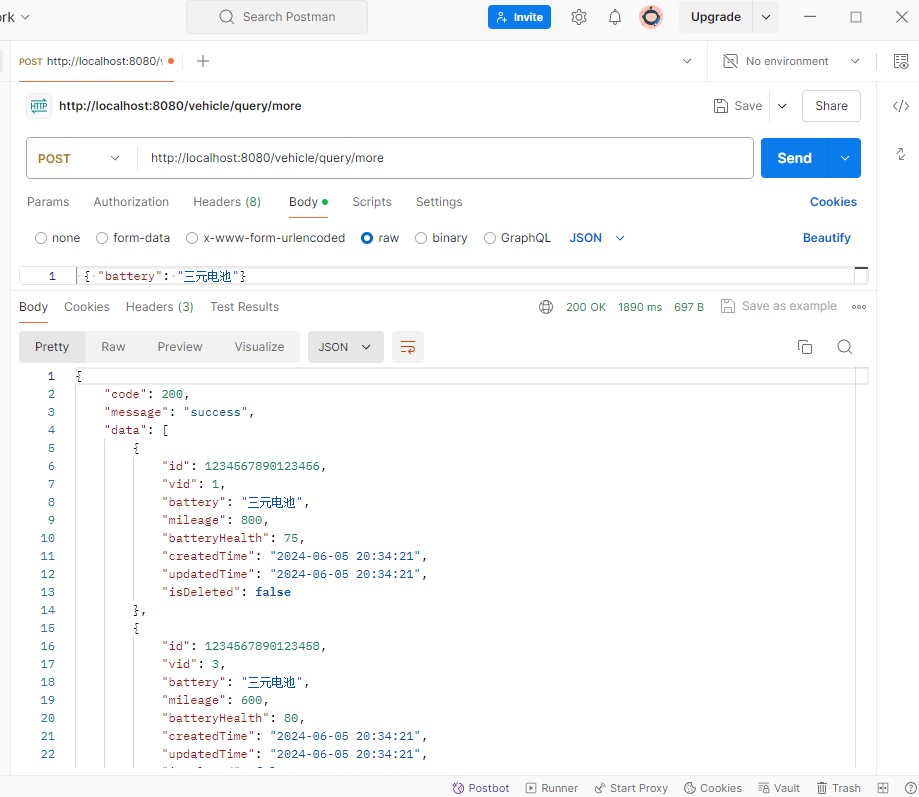 rk
Search Postman
Invite
Upgrade
POST http://localhost:8080/
No environment
HTTP http://localhost:8080/vehicle/query/more
Save
Share
POST
http://localhost:8080/vehicle/query/more
Send
Params Authorization Headers (8) Body Scripts Settings Cookies
none form-data x-www-form-urlencoded raw binary GraphQL JSON Beautify
1 { "battery": "三元电池"}
Body Cookies Headers (3) Test Results 200 OK 1890 ms 697 B Save as example
Pretty Raw Preview Visualize JSON
1 {
2 "code": 200,
3 "message": "success",
4 "data": [
5 {
6 "id": 1234567890123456,
7 "vid": 1,
8 "battery": "三元电池",
9 "mileage": 800,
10 "batteryHealth": 75,
11 "createdTime": "2024-06-05 20:34:21",
12 "updatedTime": "2024-06-05 20:34:21",
13 "isDeleted": false
14 },
15 {
16 "id": 1234567890123458,
17 "vid": 3,
18 "battery": "三元电池",
19 "mileage": 600,
20 "batteryHealth": 80,
21 "createdTime": "2024-06-05 20:34:21",
22 "updatedTime": "2024-06-05 20:34:21",
Postbot Runner Start Proxy Cookies Vault Trash